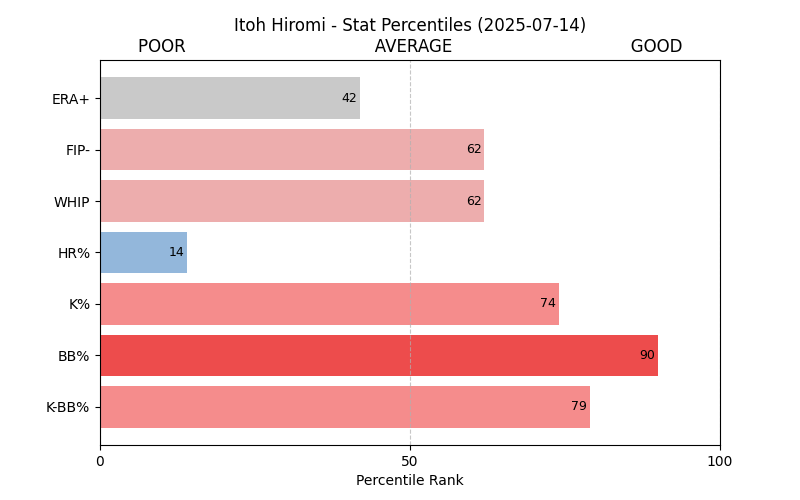 Itoh Hiromi - Stat Percentiles (2025-07-14)
POOR AVERAGE GOOD
ERA+ 42
FIP- 62
WHIP 62
HR% 14
K% 74
BB% 90
K-BB% 79
0 50 100
Percentile Rank